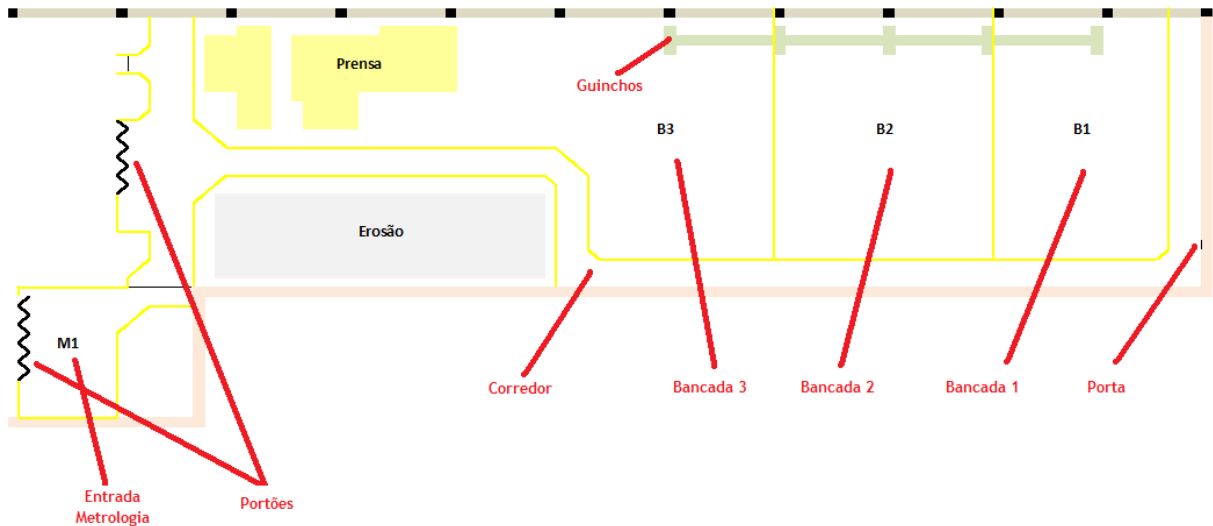 Prensa
Guinchos
B3
B2
B1
Erosão
M1
Corredor
Bancada 3
Bancada 2
Bancada 1
Porta
Entrada
Metrologia
Portões